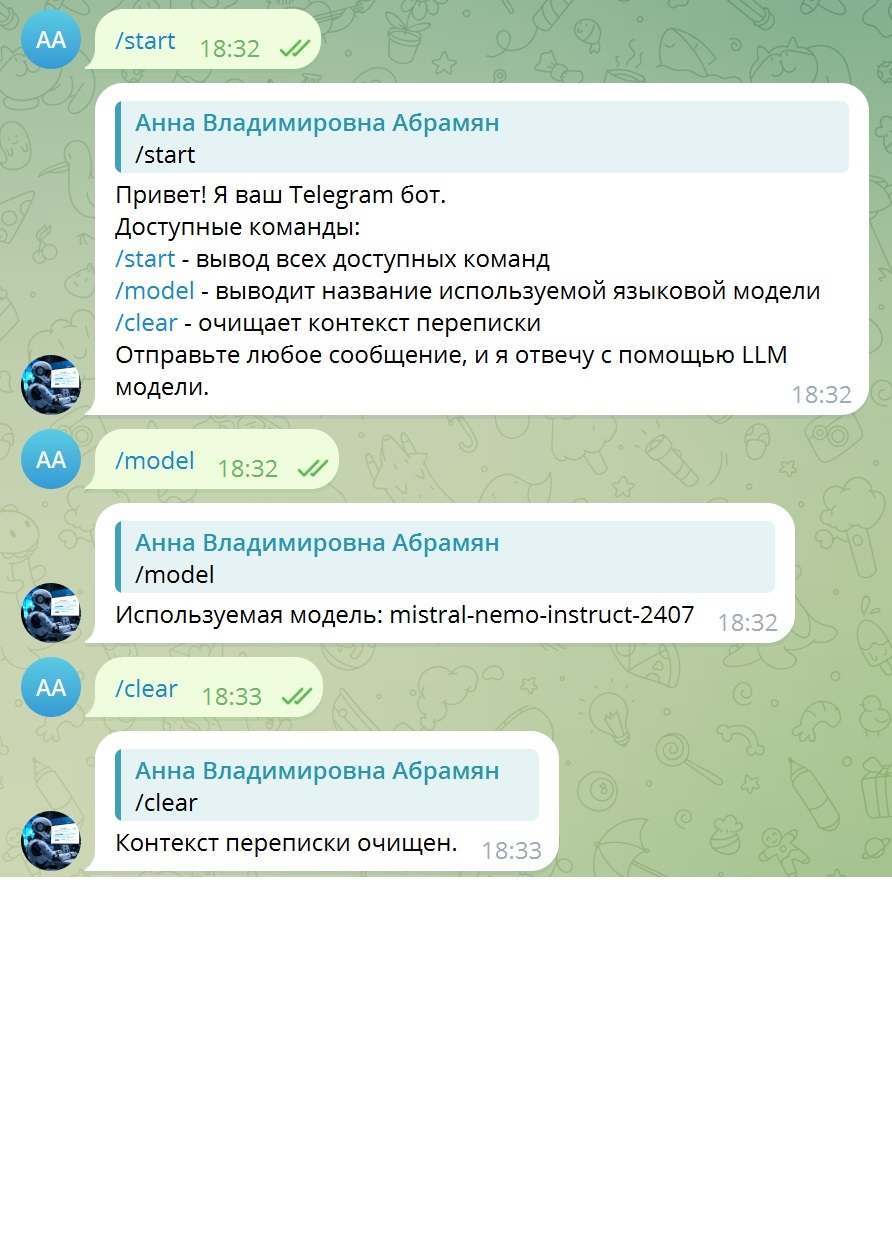 AA
/start 18:32
Анна Владимировна Абрамян
/start
Привет! Я ваш Telegram бот.
Доступные команды:
/start - вывод всех доступных команд
/model - выводит название используемой языковой модели
/clear - очищает контекст переписки
Отправьте любое сообщение, и я отвечу с помощью LLM
модели.
18:32
AA
/model 18:32
Анна Владимировна Абрамян
/model
Используемая модель: mistral-nemo-instruct-2407 18:32
AA
/clear 18:33
Анна Владимировна Абрамян
/clear
Контекст переписки очищен. 18:33